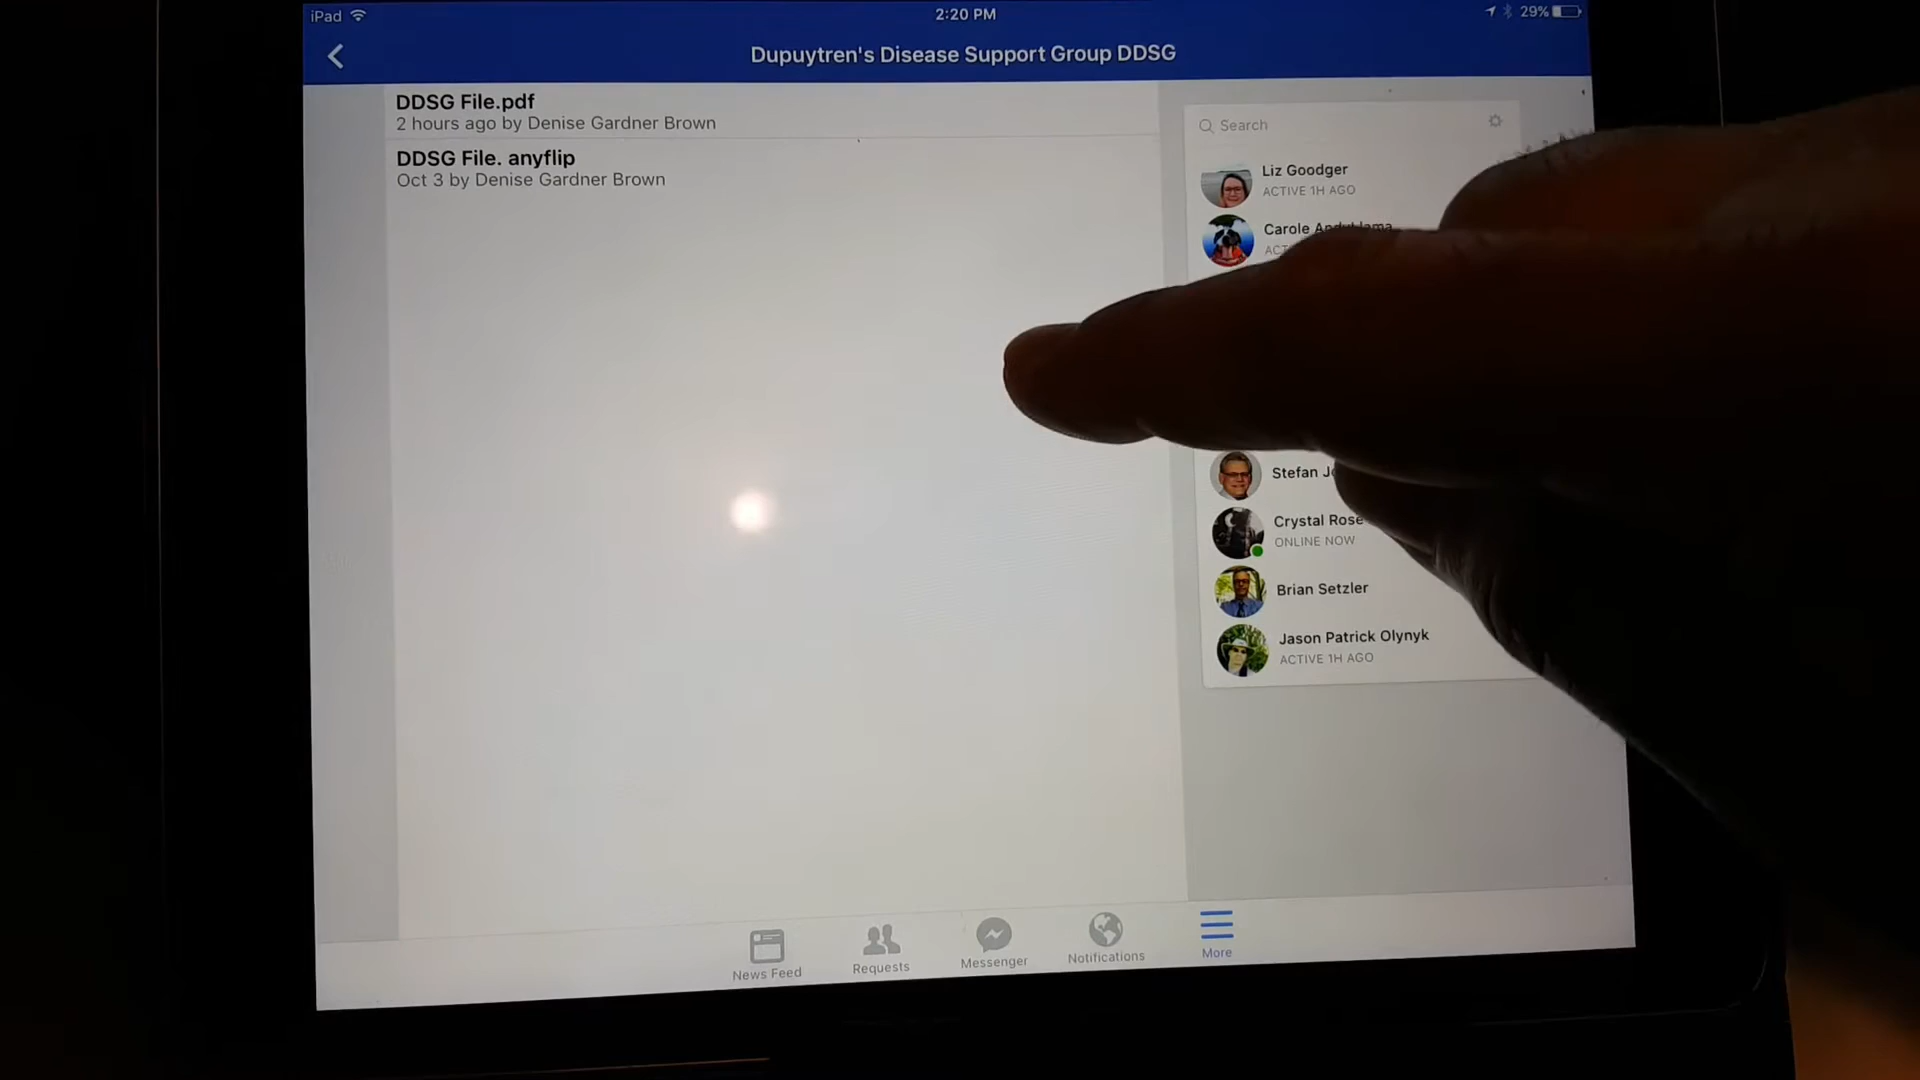 iPad
2:20 PM
29%
Dupuytren's Disease Support Group DDSG
DDSG File.pdf
2 hours ago by Denise Gardner Brown
DDSG File. anyflip
Oct 3 by Denise Gardner Brown
Search
Liz Goodger
ACTIVE 1H AGO
Carole
Stefan
Crystal Rose
ONLINE NOW
Brian Setzler
Jason Patrick Olynyk
ACTIVE 1H AGO
News Feed
Requests
Messenger
Notifications
More